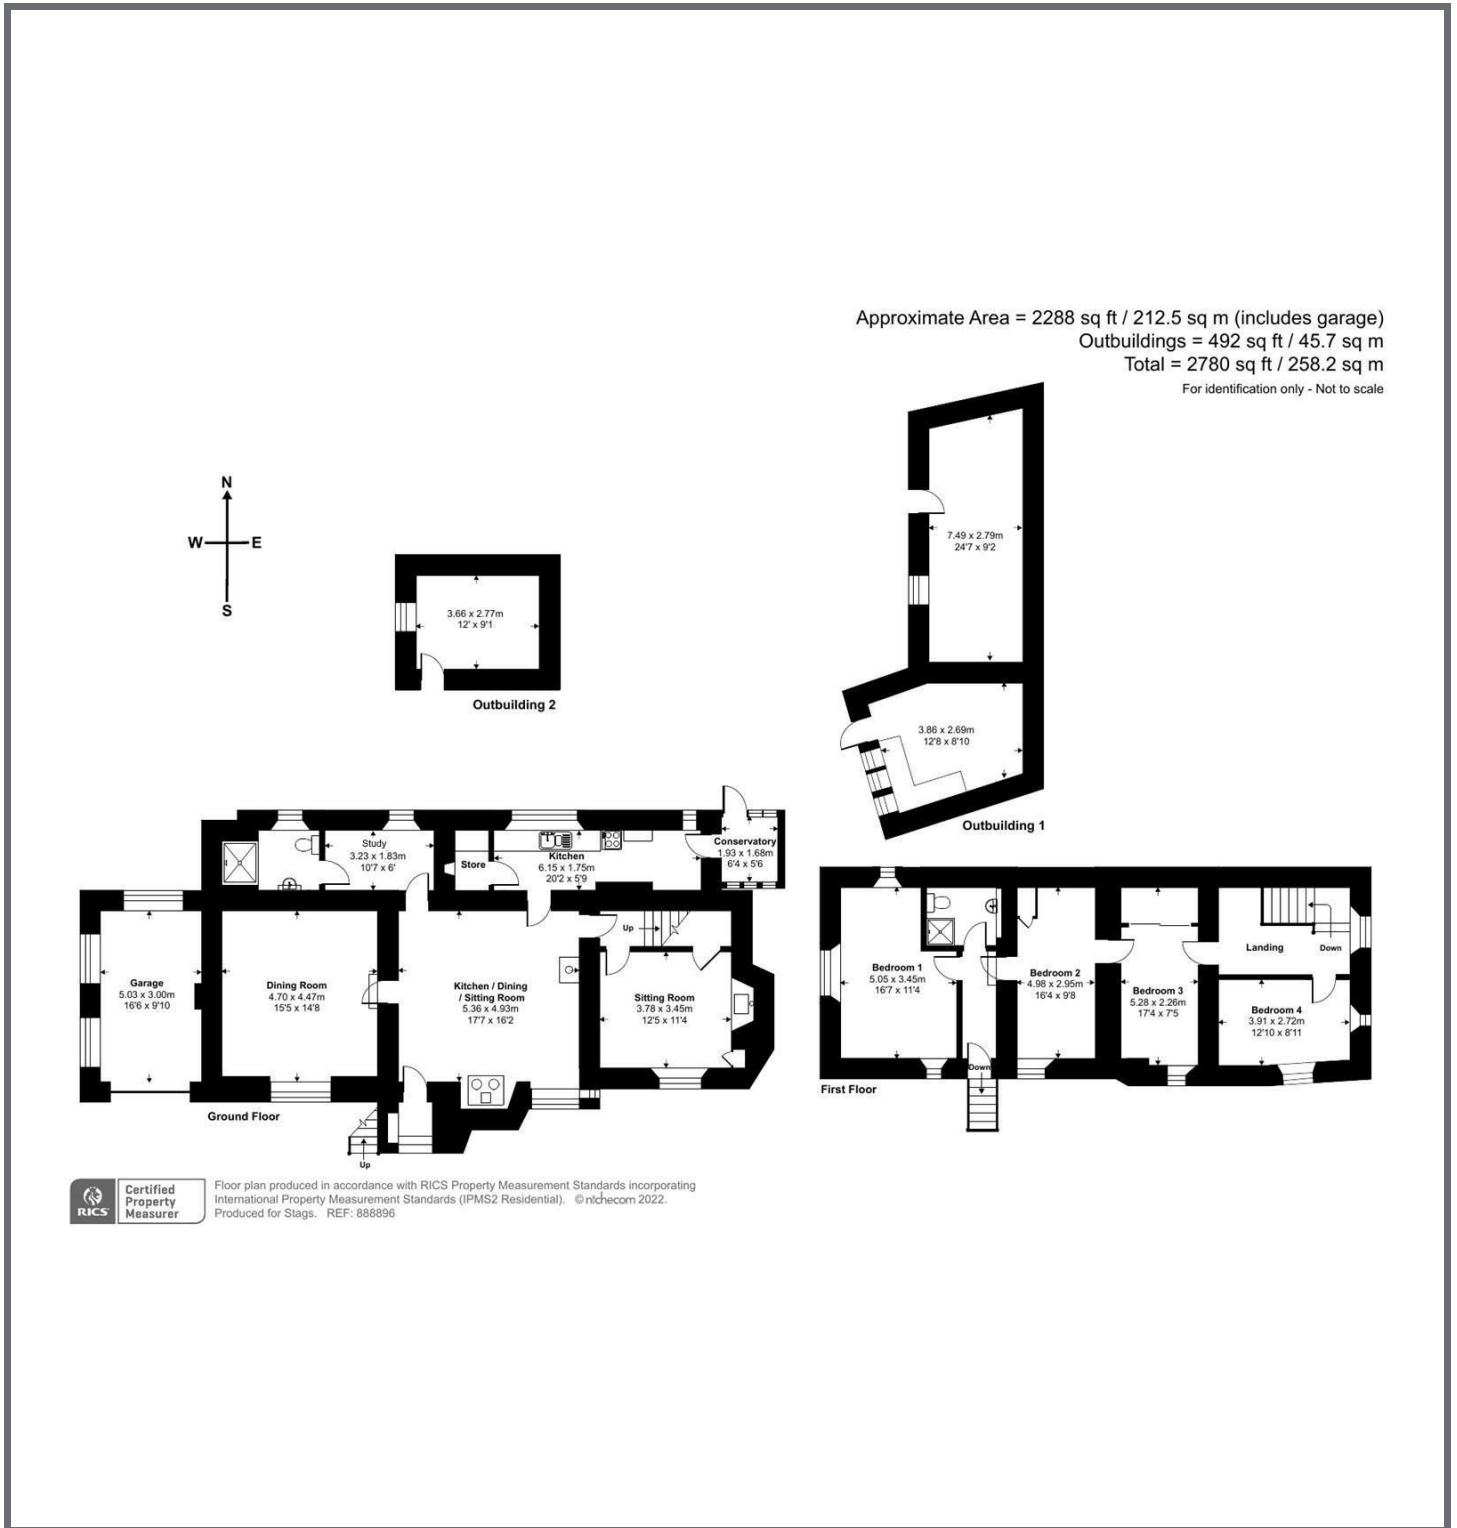 Approximate Area = 2288 sq ft / 212.5 sq m (includes garage)
Outbuildings = 492 sq ft / 45.7 sq m
Total = 2780 sq ft / 258.2 sq m
For identification only - Not to scale
N
W E
S
7.49 x 2.79m
24'7 x 9'2
3.66 x 2.77m
12' x 9'1
Outbuilding 2
3.86 x 2.69m
12'8 x 8'10
Outbuilding 1
Study
3.23 x 1.83m
10'7 x 6'
Store
Kitchen
6.15 x 1.75m
20'2 x 5'9
Conservatory
1.93 x 1.68m
6'4 x 5'6
Up
Garage
5.03 x 3.00m
16'6 x 9'10
Dining Room
4.70 x 4.47m
15'5 x 14'8
Kitchen / Dining
/ Sitting Room
5.36 x 4.93m
17'7 x 16'2
Sitting Room
3.78 x 3.45m
12'5 x 11'4
Ground Floor
Up
Bedroom 1
5.05 x 3.45m
16'7 x 11'4
Bedroom 2
4.98 x 2.95m
16'4 x 9'8
Bedroom 3
5.28 x 2.26m
17'4 x 7'5
Landing
Down
Bedroom 4
3.91 x 2.72m
12'10 x 8'11
Down
First Floor
RICS
Certified
Property
Measurer
Floor plan produced in accordance with RICS Property Measurement Standards incorporating
International Property Measurement Standards (IPMS2 Residential). © nichecom 2022.
Produced for Stags. REF: 888896